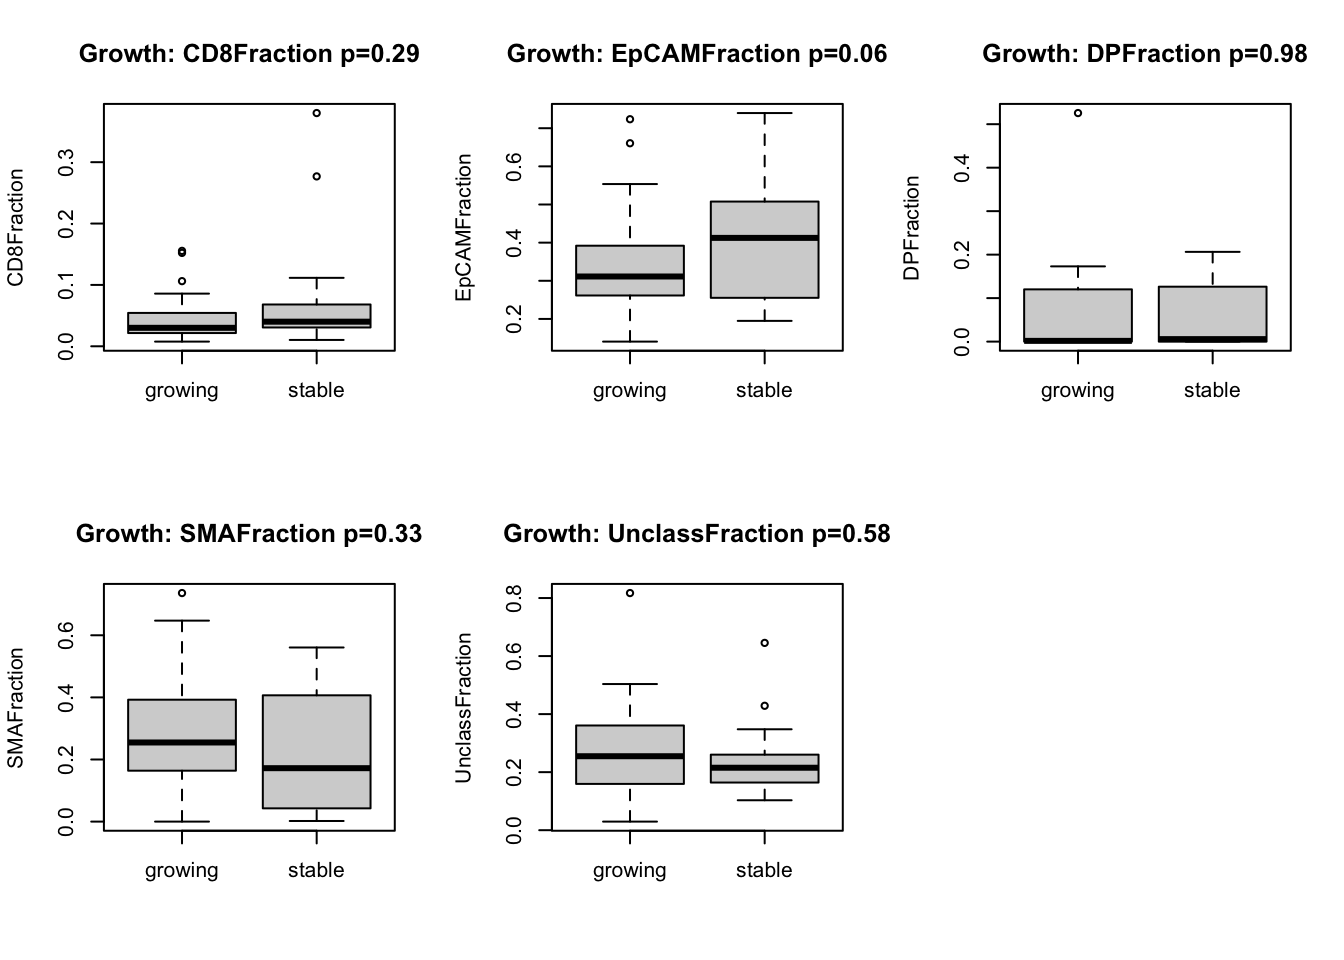 Growth: CD8Fraction p=0.29
CD8Fraction
0.0 0.1 0.2 0.3
growing stable
Growth: EpCAMFraction p=0.06
EpCAMFraction
0.2 0.4 0.6
growing stable
Growth: DPFraction p=0.98
DPFraction
0.0 0.2 0.4
growing stable
Growth: SMAFraction p=0.33
SMAFraction
0.0 0.2 0.4 0.6
growing stable
Growth: UnclassFraction p=0.58
UnclassFraction
0.0 0.2 0.4 0.6 0.8
growing stable